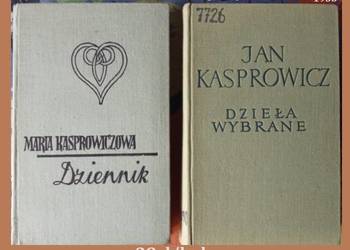 MARIA KASPROWICZOWA
Dziennik
7726
JAN
KASPROWICZ
DZIEŁA
WYBRANE